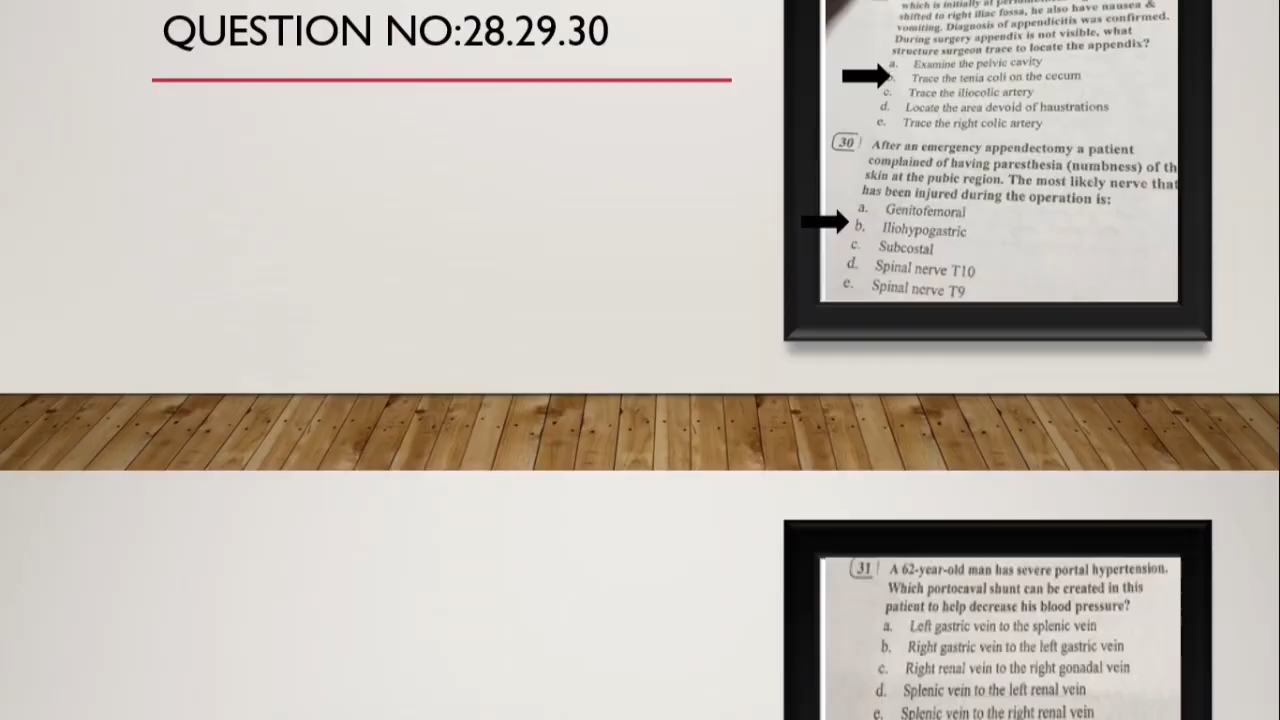 QUESTION NO:28.29.30
which is initially at
shifted to right iliac fossa, he also have nausea &
vomiting. Diagnosis of appendicitis was confirmed.
During surgery appendix is not visible, what
structure surgeon trace to locate the appendix?
a. Examine the pelvic cavity
b. Trace the tenia coli on the cecum
c. Trace the iliocolic artery
d. Locate the area devoid of haustrations
e. Trace the right colic artery
30 After an emergency appendectomy a patient
complained of having paresthesia (numbness) of th
skin at the pubic region. The most likely nerve that
has been injured during the operation is:
a. Genitofemoral
b. Iliohypogastric
c. Subcostal
d. Spinal nerve T10
e. Spinal nerve T9
31 A 62-year-old man has severe portal hypertension.
Which portocaval shunt can be created in this
patient to help decrease his blood pressure?
a. Left gastric vein to the splenic vein
b. Right gastric vein to the left gastric vein
c. Right renal vein to the right gonadal vein
d. Splenic vein to the left renal vein
e. Splenic vein to the right renal vein